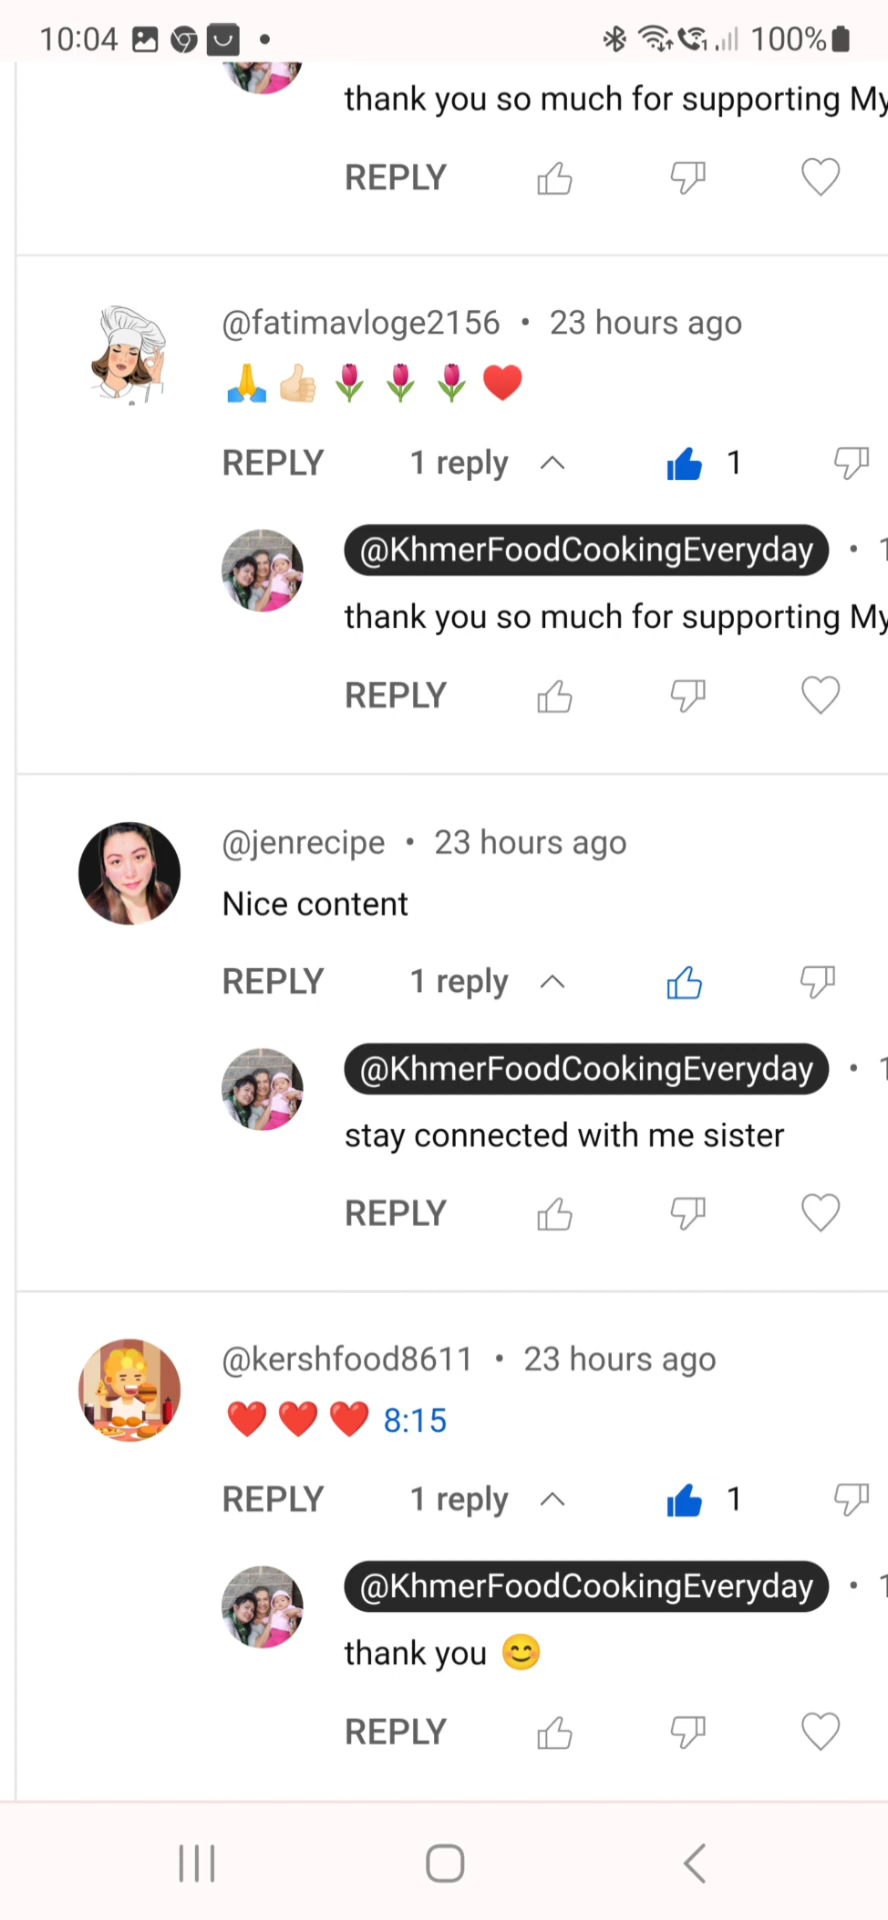 10:04 100%
thank you so much for supporting My
REPLY
@fatimavloge2156 • 23 hours ago
🙏👍🏻🌷🌷🌷❤️
REPLY 1 reply 1
@KhmerFoodCookingEveryday • 1
thank you so much for supporting My
REPLY
@jenrecipe • 23 hours ago
Nice content
REPLY 1 reply
@KhmerFoodCookingEveryday • 1
stay connected with me sister
REPLY
@kershfood8611 • 23 hours ago
❤️❤️❤️ 8:15
REPLY 1 reply 1
@KhmerFoodCookingEveryday • 1
thank you 😊
REPLY